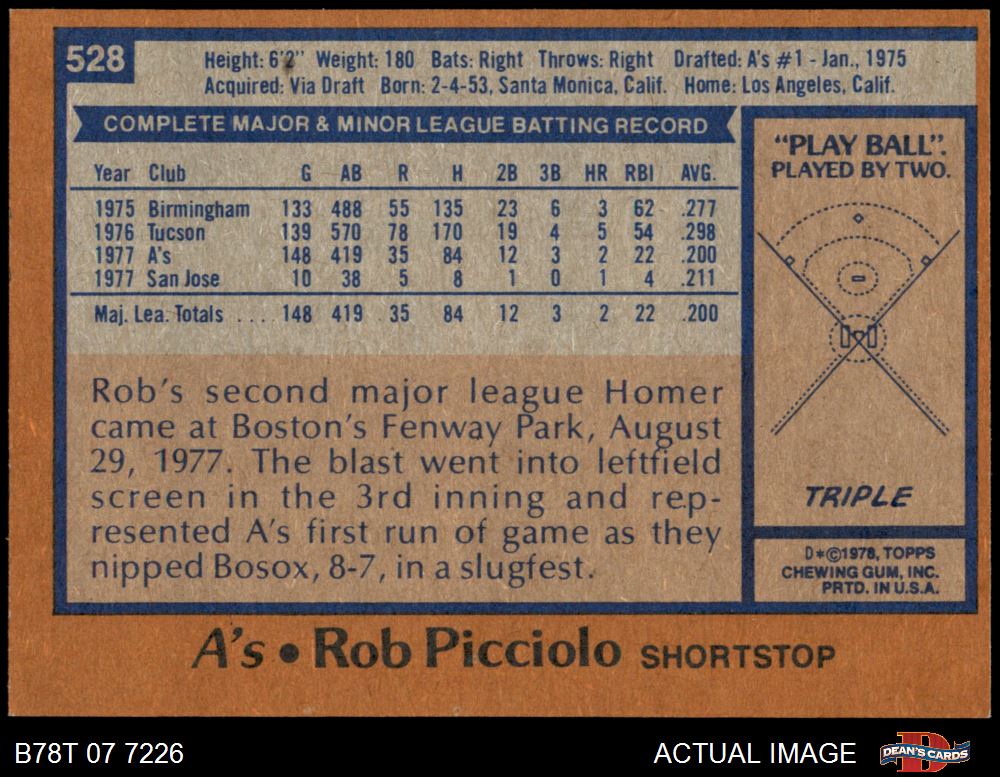 528
Height: 6'2" Weight: 180 Bats: Right Throws: Right Drafted: A's #1 - Jan., 1975
Acquired: Via Draft Born: 2-4-53, Santa Monica, Calif. Home: Los Angeles, Calif.
COMPLETE MAJOR & MINOR LEAGUE BATTING RECORD
Year Club G AB R H 2B 3B HR RBI AVG.
1975 Birmingham 133 488 55 135 23 6 3 62 .277
1976 Tucson 139 570 78 170 19 4 5 54 .298
1977 A's 148 419 35 84 12 3 2 22 .200
1977 San Jose 10 38 5 8 1 0 1 4 .211
Maj. Lea. Totals .... 148 419 35 84 12 3 2 22 .200
Rob's second major league Homer
came at Boston's Fenway Park, August
29, 1977. The blast went into leftfield
screen in the 3rd inning and rep-
resented A's first run of game as they
nipped Bosox, 8-7, in a slugfest.
"PLAY BALL".
PLAYED BY TWO.
TRIPLE
D*©1978, TOPPS
CHEWING GUM, INC.
PRTD. IN U.S.A.
A's • Rob Picciolo SHORTSTOP
B78T 07 7226
ACTUAL IMAGE
D
DEAN'S CARDS